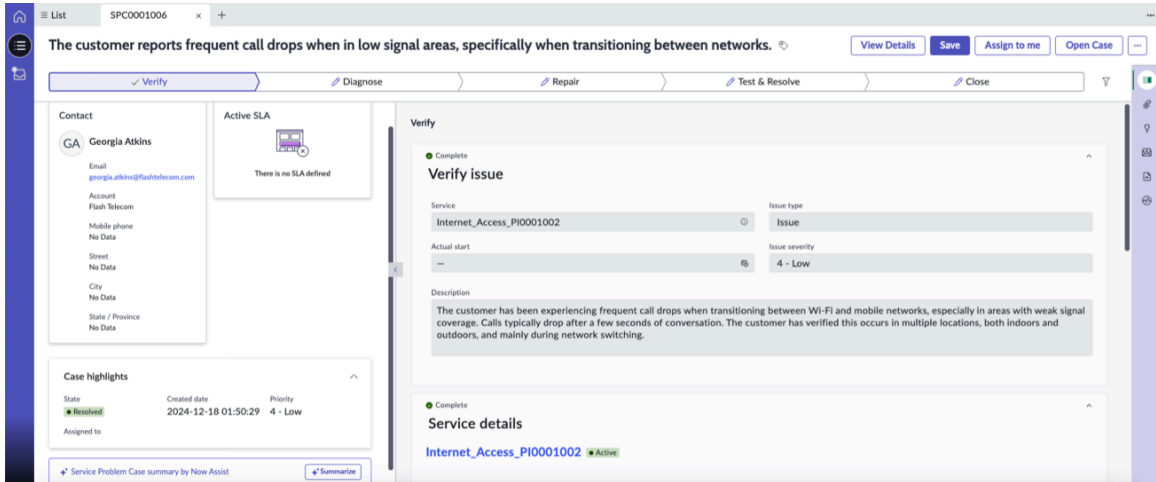 List
SPC0001006
The customer reports frequent call drops when in low signal areas, specifically when transitioning between networks.
View Details
Save
Assign to me
Open Case
Verify
Diagnose
Repair
Test & Resolve
Close
Contact
GA
Georgia Atkins
Email
georgia.atkins@flashtelecom.com
Account
Flash Telecom
Mobile phone
No Data
Street
No Data
City
No Data
State / Province
No Data
Active SLA
There is no SLA defined
Case highlights
State
Created date
Priority
Resolved
2024-12-18 01:50:29
4 - Low
Assigned to
Service Problem Case summary by Now Assist
Summarize
Verify
Complete
Verify issue
Service
Issue type
Internet_Access_PI0001002
Issue
Actual start
Issue severity
—
4 - Low
Description
The customer has been experiencing frequent call drops when transitioning between Wi-Fi and mobile networks, especially in areas with weak signal
coverage. Calls typically drop after a few seconds of conversation. The customer has verified this occurs in multiple locations, both indoors and
outdoors, and mainly during network switching.
Complete
Service details
Internet_Access_PI0001002
Active